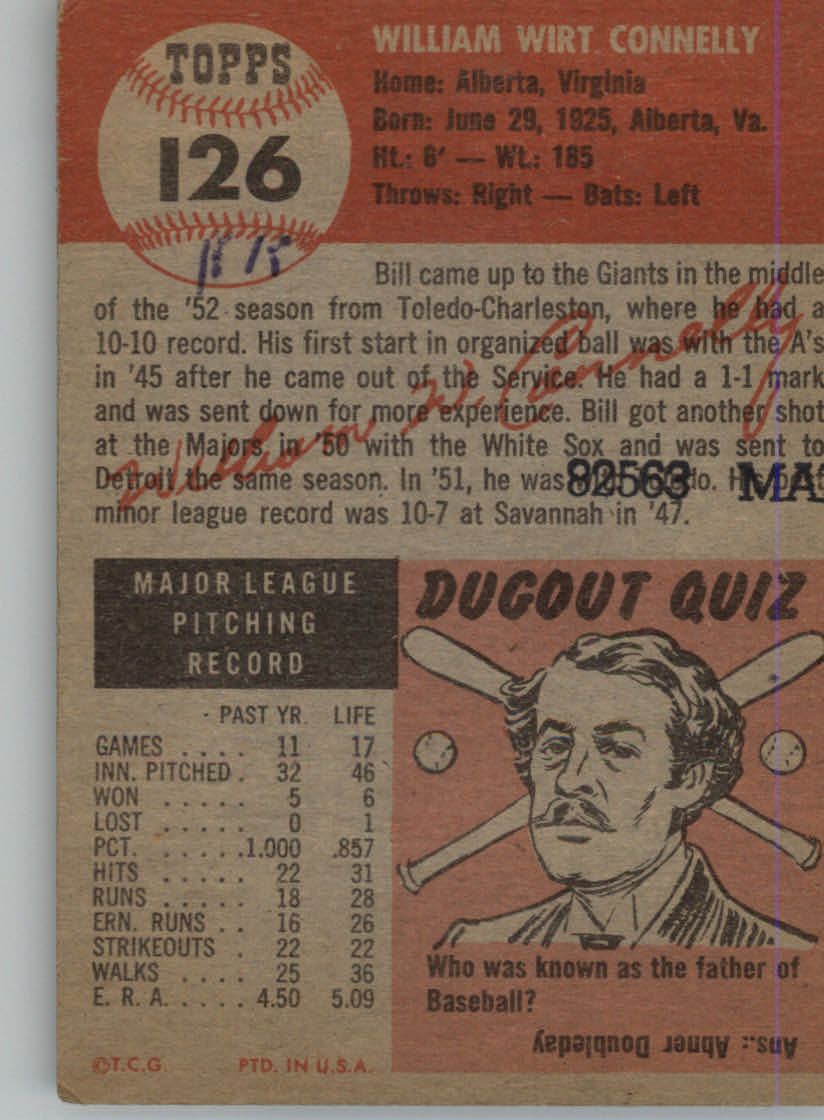 TOPPS
126
WILLIAM WIRT CONNELLY
Home: Alberta, Virginia
Born: June 29, 1925, Alberta, Va.
Ht.: 6' — Wt.: 185
Throws: Right — Bats: Left
Bill came up to the Giants in the middle
of the '52 season from Toledo-Charleston, where he had a
10-10 record. His first start in organized ball was with the A's
in '45 after he came out of the Service. He had a 1-1 mark
and was sent down for more experience. Bill got another shot
at the Majors in '50 with the White Sox and was sent to
Detroit the same season. In '51, he was
82563 MA
minor league record was 10-7 at Savannah in '47.
William W Connelly
MAJOR LEAGUE
PITCHING
RECORD
PAST YR. LIFE
GAMES .... 11 17
INN. PITCHED . 32 46
WON ..... 5 6
LOST ..... 0 1
PCT. .....1.000 .857
HITS ..... 22 31
RUNS ..... 18 28
ERN. RUNS .. 16 26
STRIKEOUTS . 22 22
WALKS .... 25 36
E. R. A. .... 4.50 5.09
©T.C.G. PTD. IN U.S.A.
DUGOUT QUIZ
Who was known as the father of
Baseball?
Ans.: Abner Doubleday